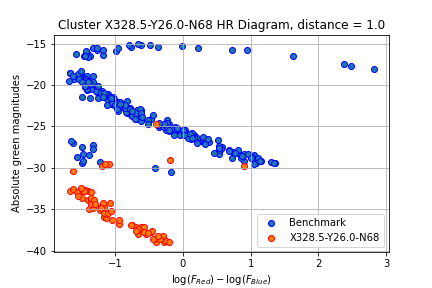 Cluster X328.5-Y26.0-N68 HR Diagram, distance = 1.0
Absolute green magnitudes
−15
−20
−25
−30
−35
−40
Benchmark
X328.5-Y26.0-N68
−1 0 1 2 3
log(F_Red) − log(F_Blue)